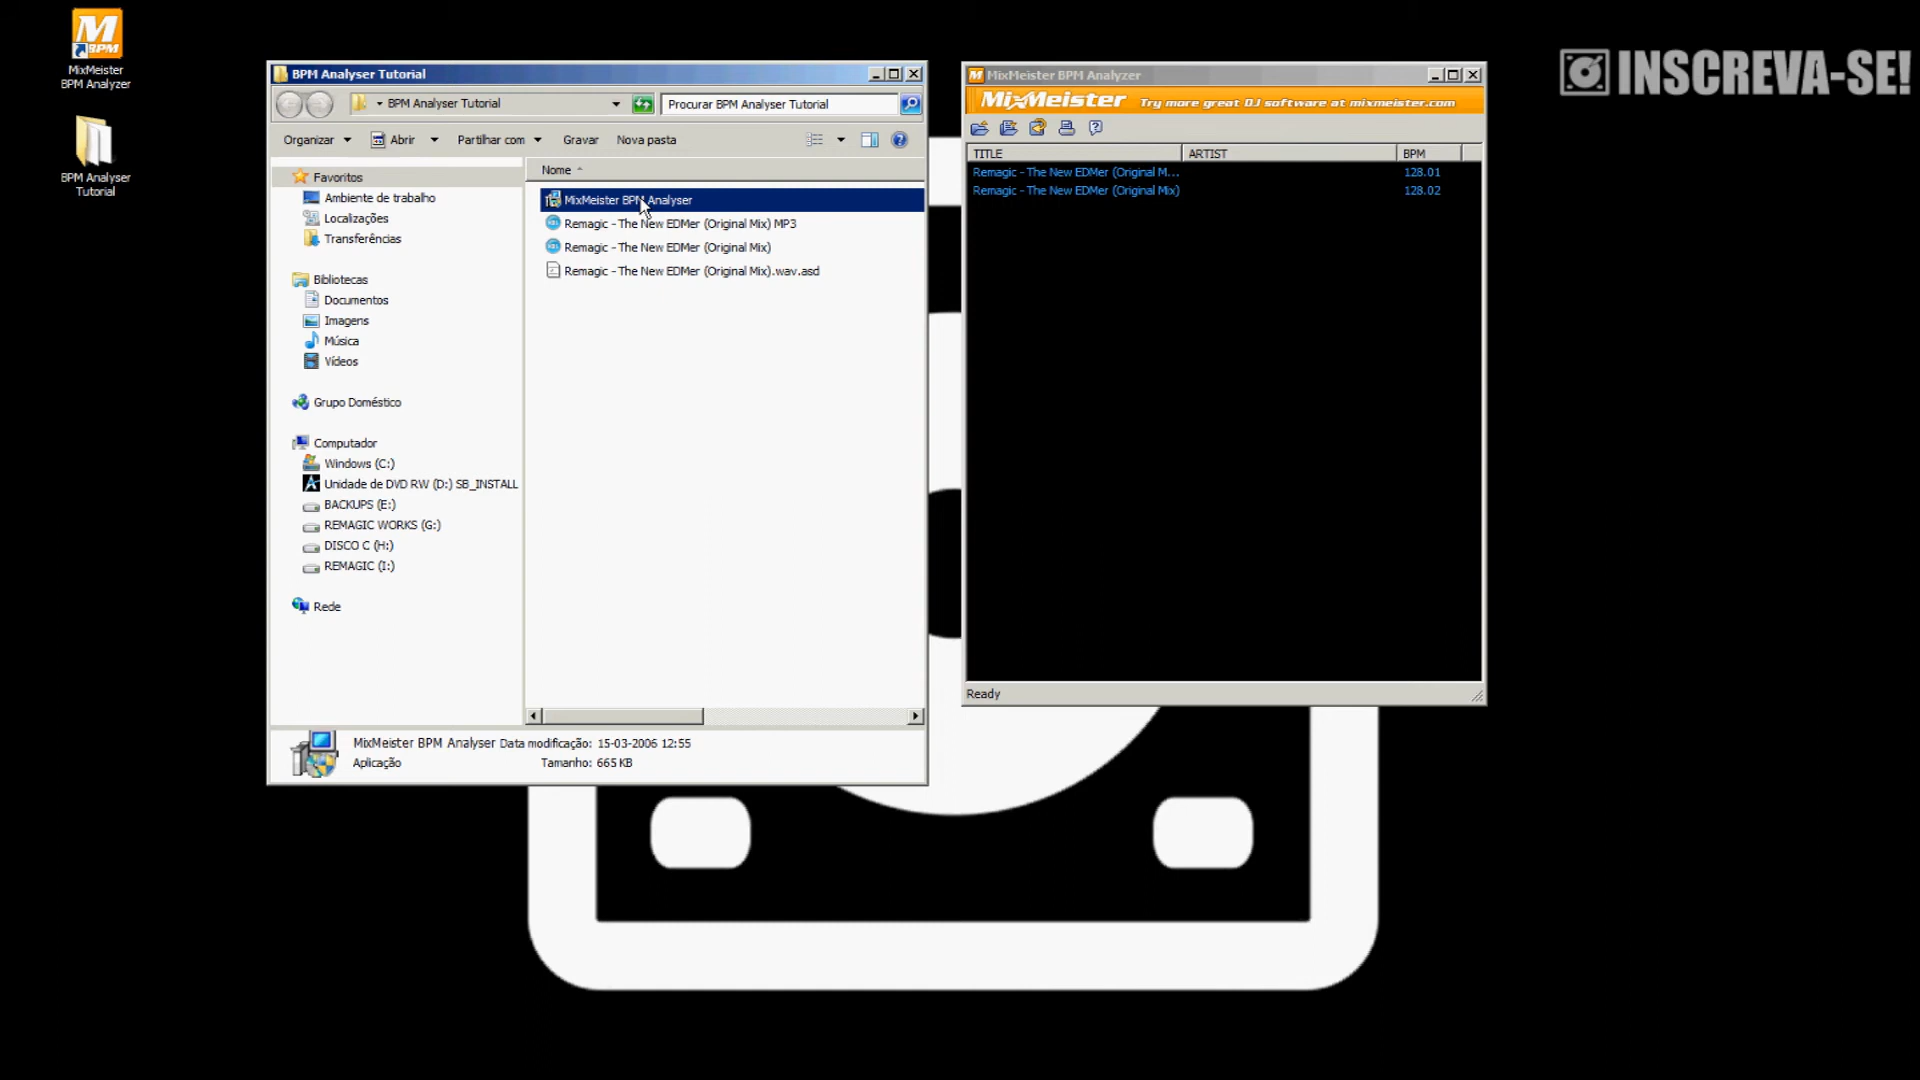 MixMeister
BPM Analyzer
BPM Analyser
Tutorial
INSCREVA-SE!
BPM Analyser Tutorial
BPM Analyser Tutorial
Procurar BPM Analyser Tutorial
Organizar
Abrir
Partilhar com
Gravar
Nova pasta
Favoritos
Ambiente de trabalho
Localizações
Transferências
Bibliotecas
Documentos
Imagens
Música
Vídeos
Grupo Doméstico
Computador
Windows (C:)
Unidade de DVD RW (D:) SB_INSTALL
BACKUPS (E:)
REMAGIC WORKS (G:)
DISCO C (H:)
REMAGIC (I:)
Rede
Nome
MixMeister BPM Analyser
Remagic - The New EDMer (Original Mix) MP3
Remagic - The New EDMer (Original Mix)
Remagic - The New EDMer (Original Mix).wav.asd
MixMeister BPM Analyser Data modificação: 15-03-2006 12:55
Aplicação Tamanho: 665 KB
MixMeister BPM Analyzer
MixMeister Try more great DJ software at mixmeister.com
TITLE ARTIST BPM
Remagic - The New EDMer (Original M... 128.01
Remagic - The New EDMer (Original Mix) 128.02
Ready